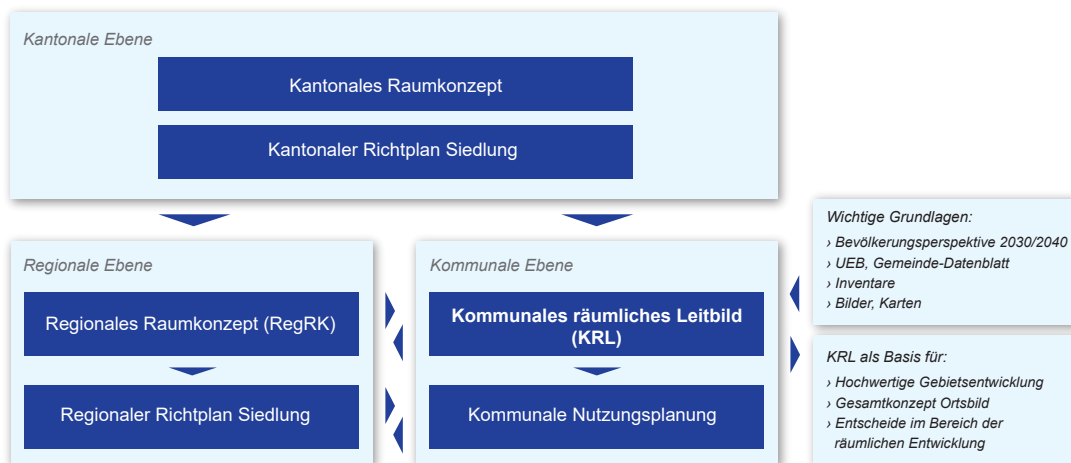 Kantonale Ebene
Kantonales Raumkonzept
Kantonaler Richtplan Siedlung
Regionale Ebene
Regionales Raumkonzept (RegRK)
Regionaler Richtplan Siedlung
Kommunale Ebene
Kommunales räumliches Leitbild
(KRL)
Kommunale Nutzungsplanung
Wichtige Grundlagen:
› Bevölkerungsperspektive 2030/2040
› UEB, Gemeinde-Datenblatt
› Inventare
› Bilder, Karten
KRL als Basis für:
› Hochwertige Gebietsentwicklung
› Gesamtkonzept Ortsbild
› Entscheide im Bereich der
räumlichen Entwicklung